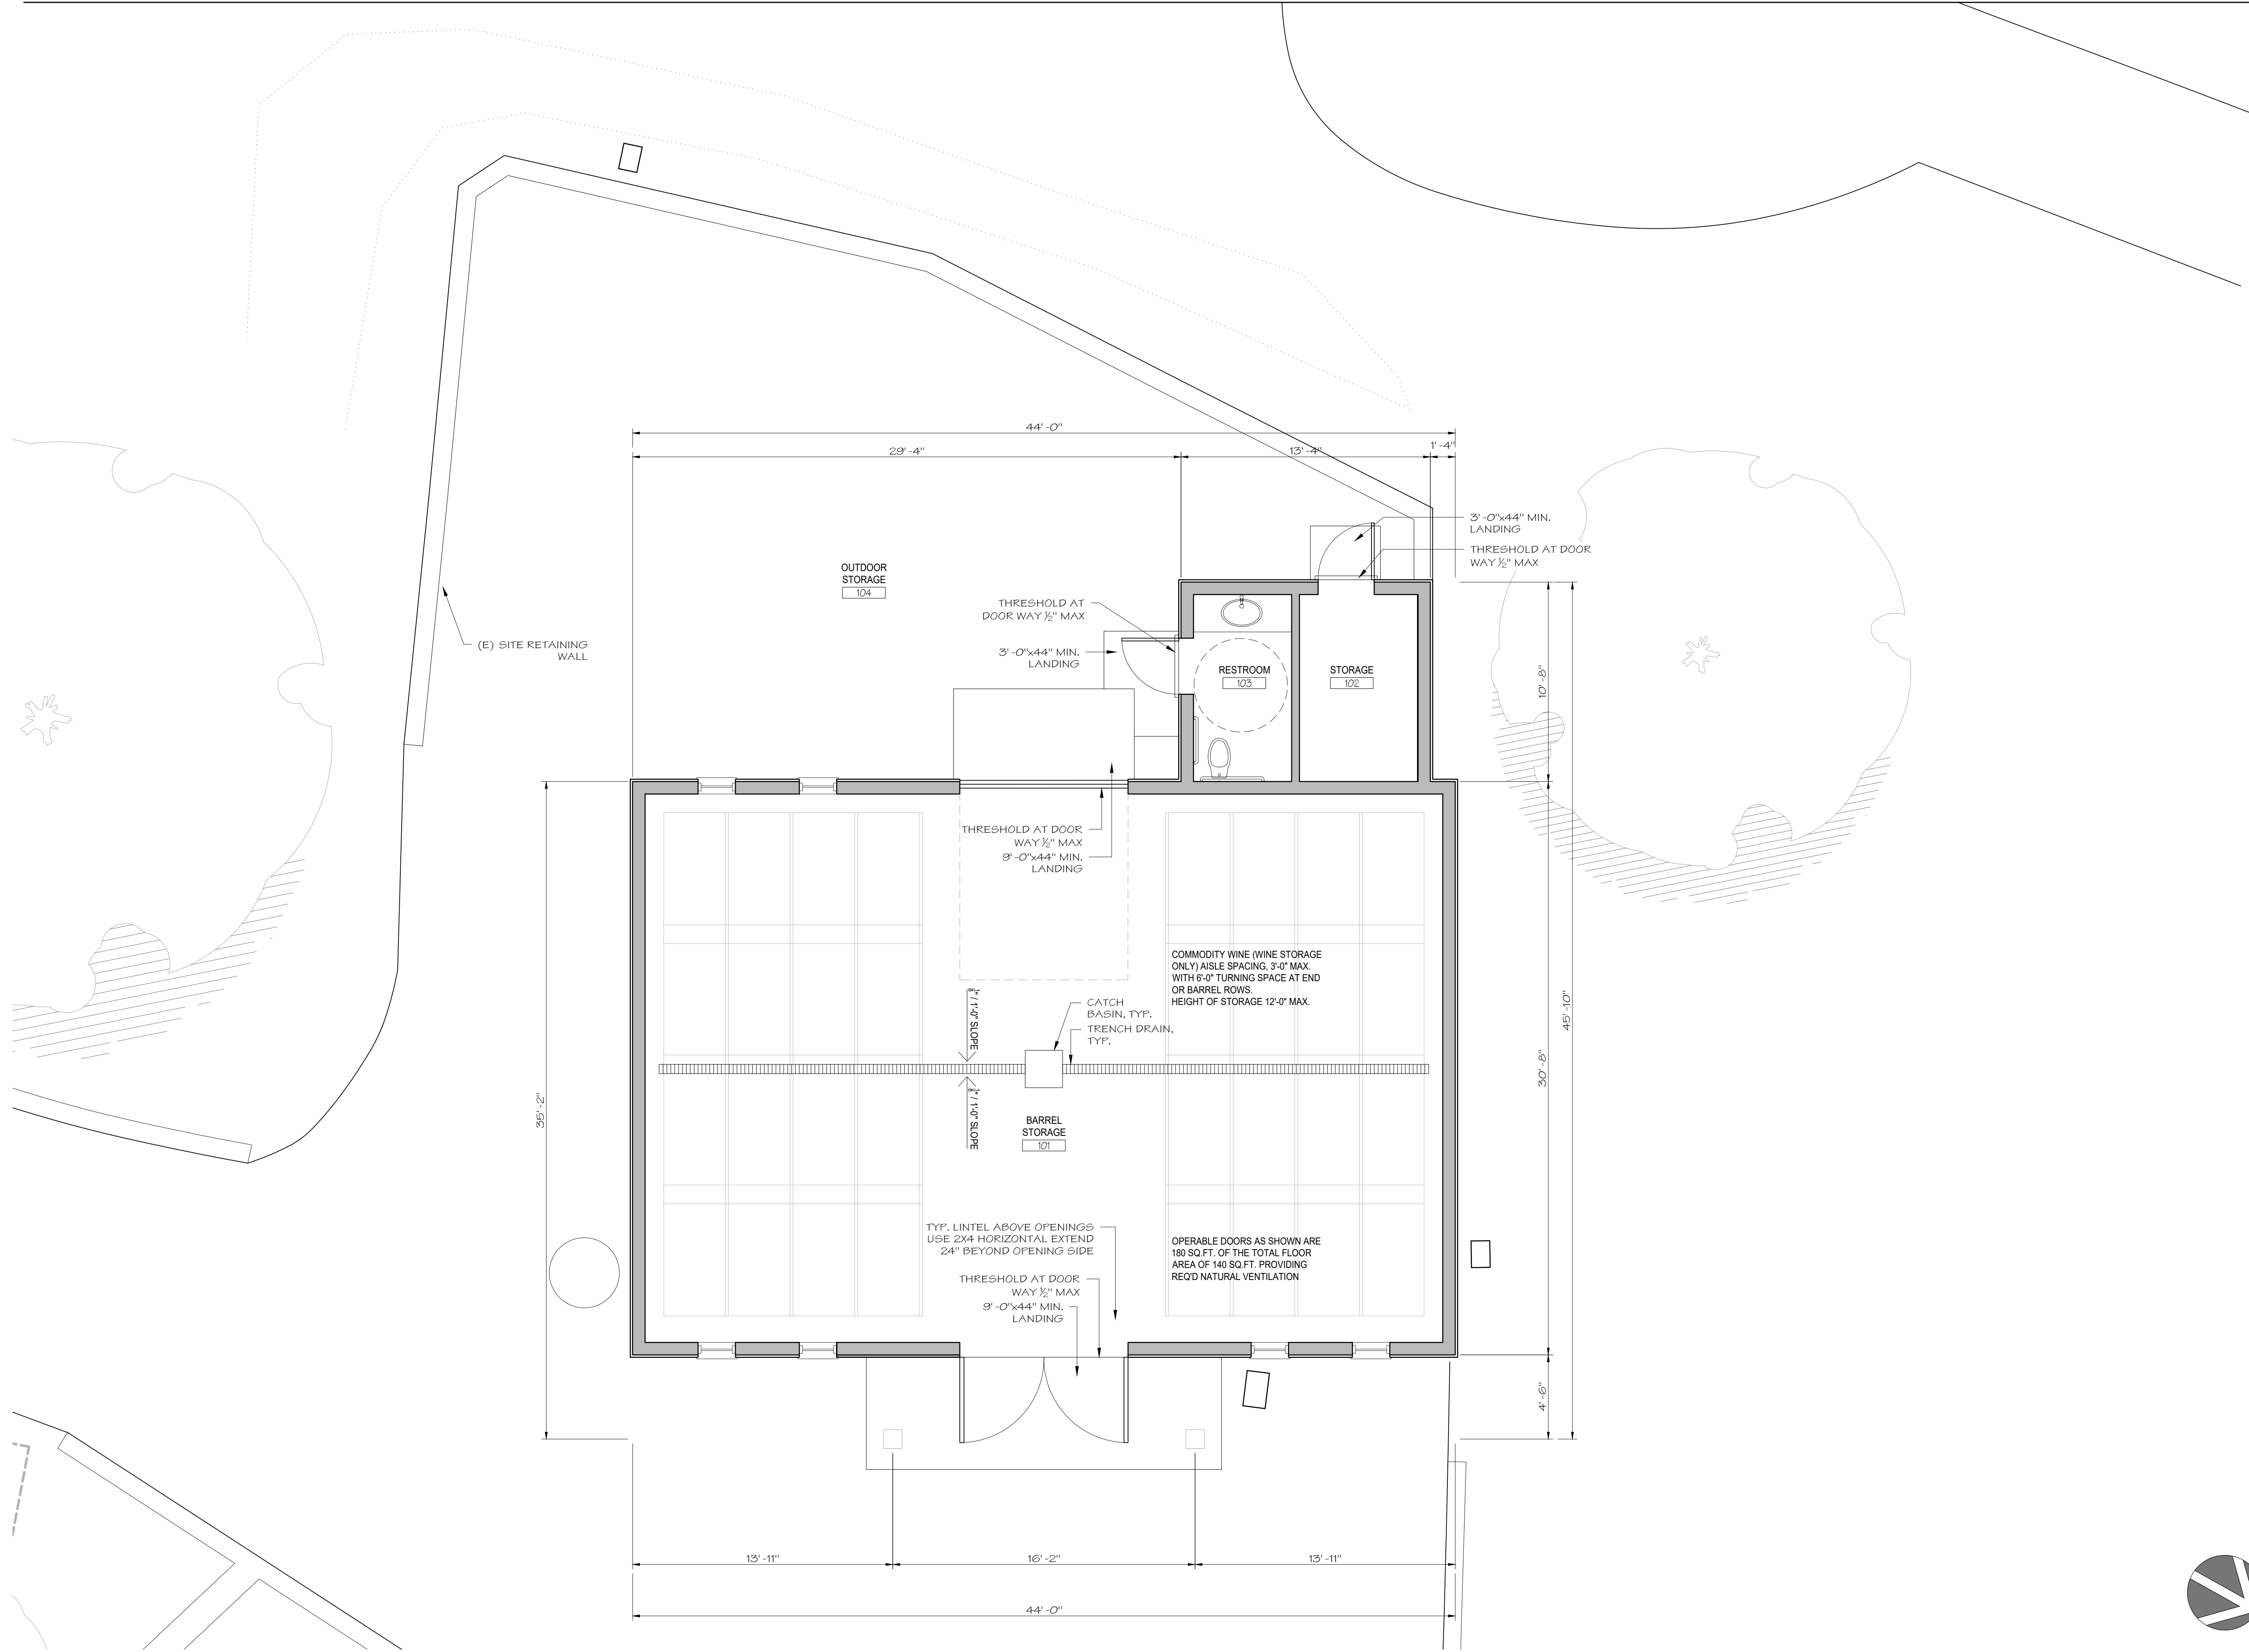 44'-0"
29'-4"
13'-4"
1'-4"
3'-0"x44" MIN.
LANDING
THRESHOLD AT DOOR
WAY ½" MAX
OUTDOOR
STORAGE
104
THRESHOLD AT
DOOR WAY ½" MAX
(E) SITE RETAINING
WALL
3'-0"x44" MIN.
LANDING
RESTROOM
103
STORAGE
102
10'-8"
THRESHOLD AT DOOR
WAY ½" MAX
9'-0"x44" MIN.
LANDING
COMMODITY WINE (WINE STORAGE
ONLY) AISLE SPACING, 3'-0" MAX.
WITH 6'-0" TURNING SPACE AT END
OR BARREL ROWS.
HEIGHT OF STORAGE 12'-0" MAX.
⅛" / 1'-0" SLOPE
CATCH
BASIN, TYP.
TRENCH DRAIN,
TYP.
45'-10"
30'-8"
35'-2"
⅛" / 1'-0" SLOPE
BARREL
STORAGE
101
TYP. LINTEL ABOVE OPENINGS
USE 2X4 HORIZONTAL EXTEND
24" BEYOND OPENING SIDE
OPERABLE DOORS AS SHOWN ARE
180 SQ.FT. OF THE TOTAL FLOOR
AREA OF 140 SQ.FT. PROVIDING
REQ'D NATURAL VENTILATION
THRESHOLD AT DOOR
WAY ½" MAX
9'-0"x44" MIN.
LANDING
4'-6"
13'-11"
16'-2"
13'-11"
44'-0"